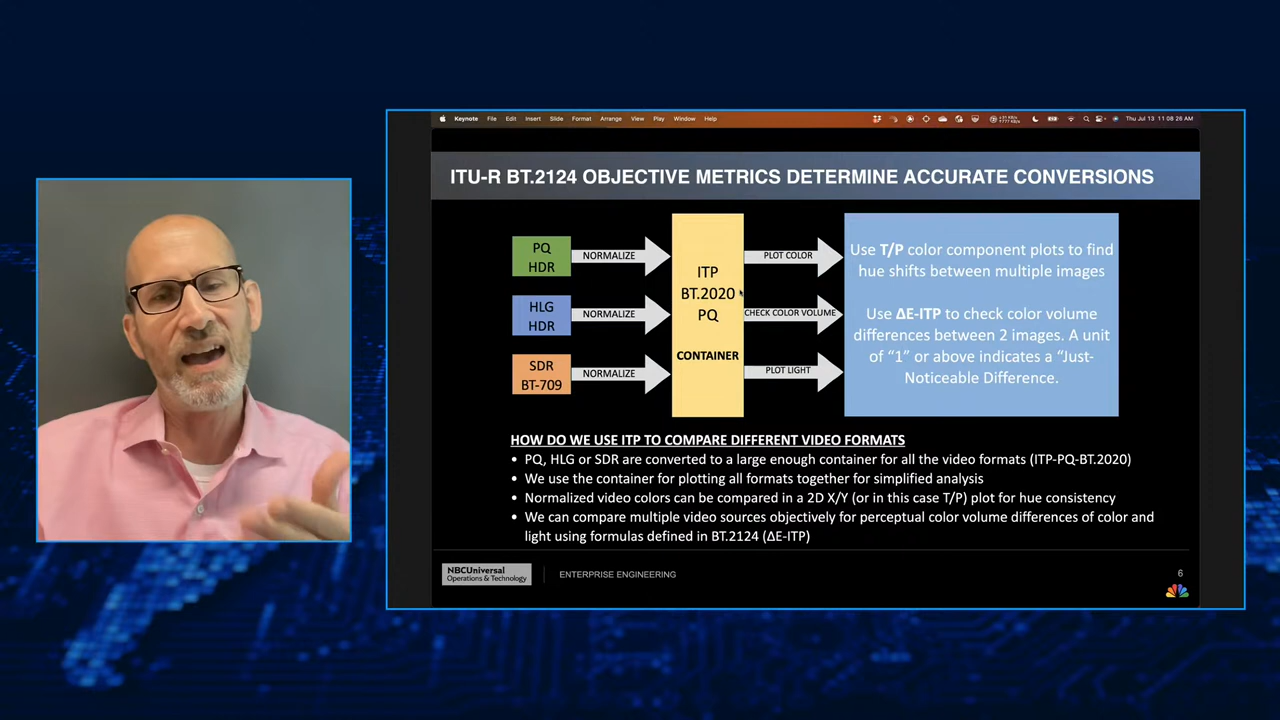 Keynote File Edit Insert Slide Format Arrange View Play Window Help
Thu Jul 13 11 08 26 AM
ITU-R BT.2124 OBJECTIVE METRICS DETERMINE ACCURATE CONVERSIONS
PQ
HDR
NORMALIZE
HLG
HDR
NORMALIZE
SDR
BT-709
NORMALIZE
ITP
BT.2020
PQ
CONTAINER
PLOT COLOR
CHECK COLOR VOLUME
PLOT LIGHT
Use T/P color component plots to find
hue shifts between multiple images
Use ΔE-ITP to check color volume
differences between 2 images. A unit
of “1” or above indicates a “Just-
Noticeable Difference.
HOW DO WE USE ITP TO COMPARE DIFFERENT VIDEO FORMATS
• PQ, HLG or SDR are converted to a large enough container for all the video formats (ITP-PQ-BT.2020)
• We use the container for plotting all formats together for simplified analysis
• Normalized video colors can be compared in a 2D X/Y (or in this case T/P) plot for hue consistency
• We can compare multiple video sources objectively for perceptual color volume differences of color and
light using formulas defined in BT.2124 (ΔE-ITP)
NBCUniversal
Operations & Technology
ENTERPRISE ENGINEERING
6